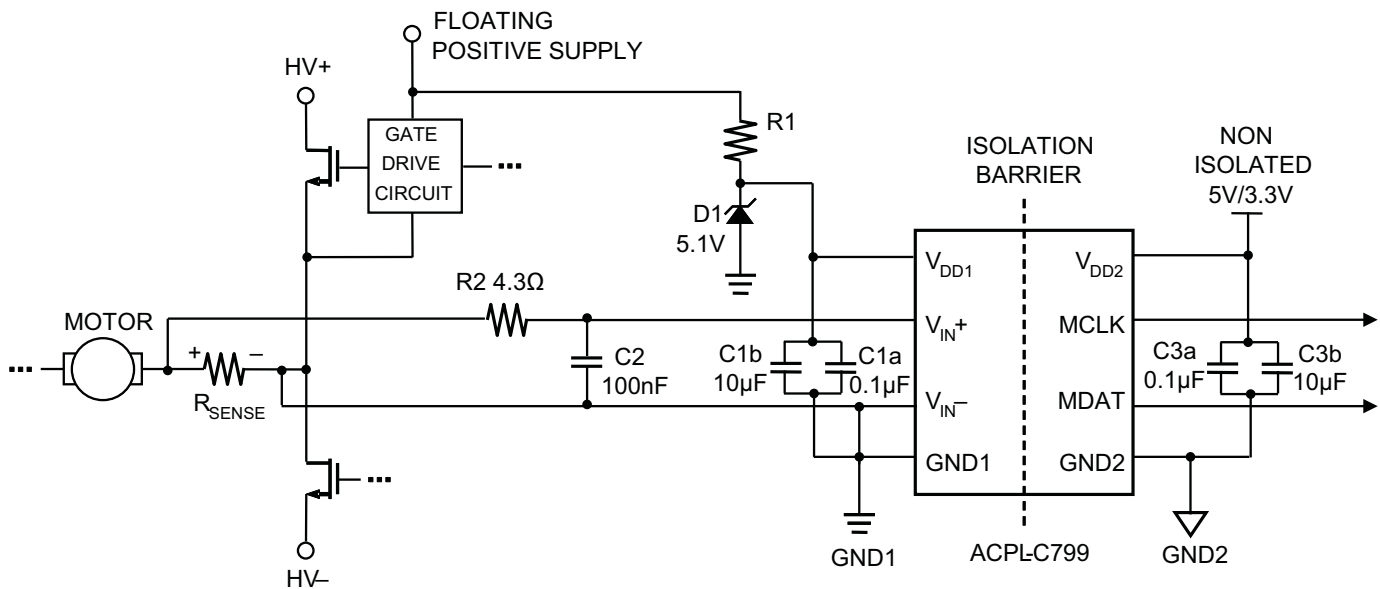 FLOATING
POSITIVE SUPPLY
HV+
GATE
DRIVE
CIRCUIT
R1
D1
5.1V
ISOLATION
BARRIER
NON
ISOLATED
5V/3.3V
R2 4.3Ω
MOTOR
+
–
RSENSE
C2
100nF
C1b
10µF
C1a
0.1µF
VDD1
VIN+
VIN–
GND1
VDD2
MCLK
MDAT
GND2
C3a
0.1µF
C3b
10µF
GND1
ACPL-C799
GND2
HV–